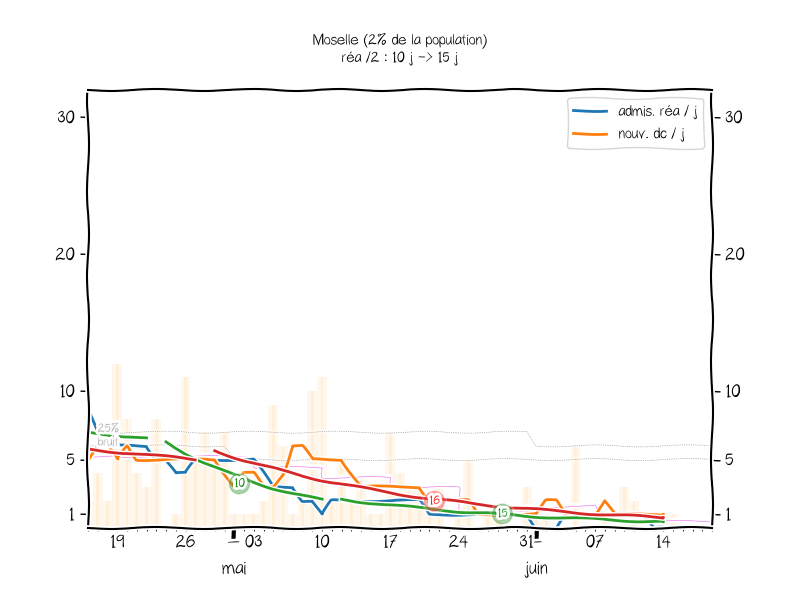 Moselle (2% de la population)
réa /2 : 10 j -> 15 j
admis. réa / j
nouv. dc / j
30 30
20 20
10 10
25%
bruit
5 5
10
16
15
1 1
19 26 03 10 17 24 31 07 14
mai juin